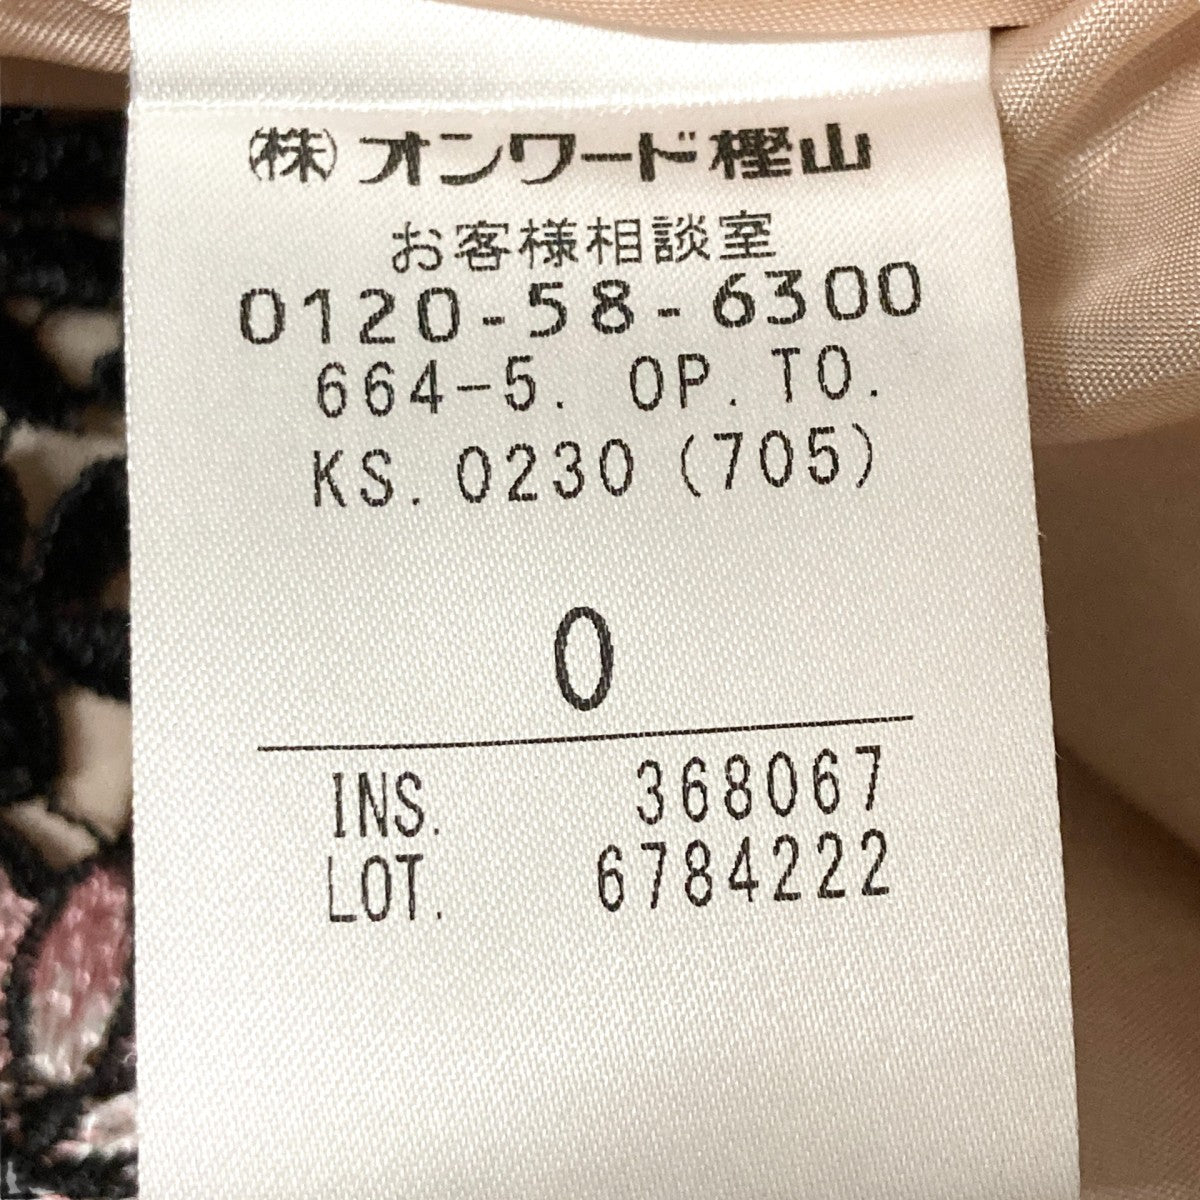 ㈱オンワード樫山
お客様相談室
0120-58-6300
664-5. OP. TO.
KS. 0230 (705)
0
INS. 368067
LOT. 6784222